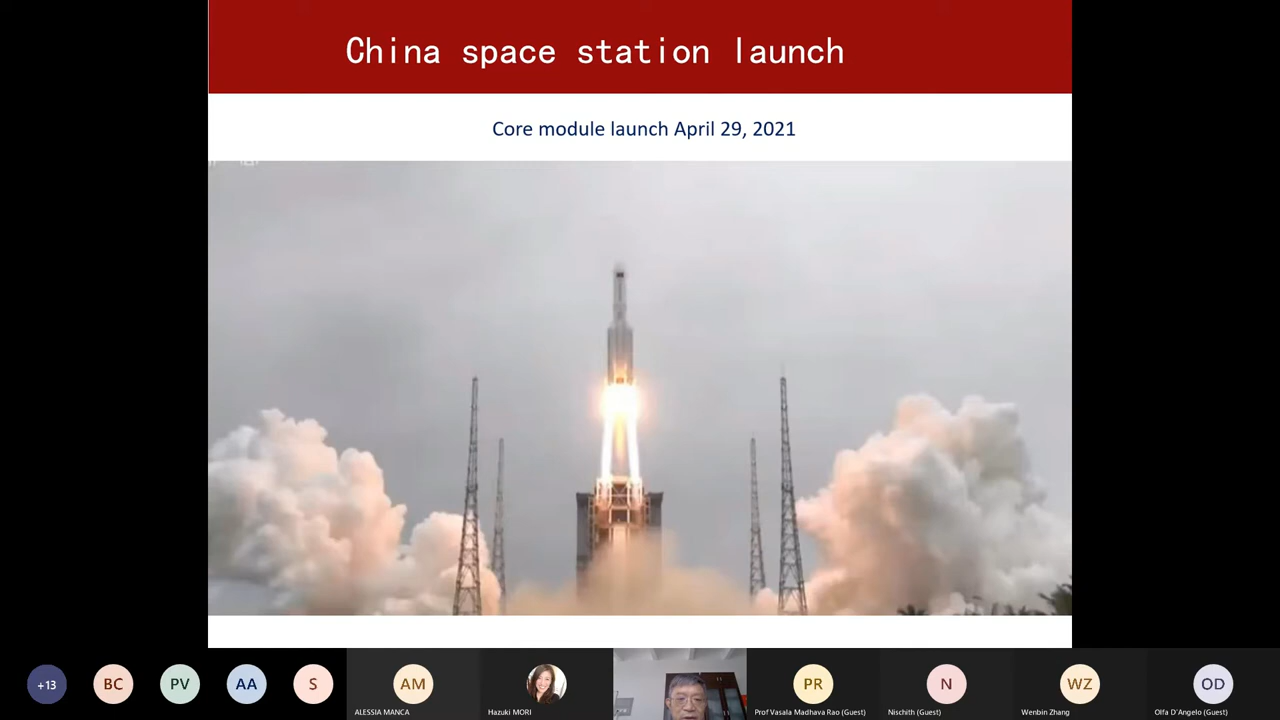 China space station launch
Core module launch April 29, 2021
+13
BC
PV
AA
S
AM
PR
N
WZ
OD
ALESSIA MANCA
Hazuki MORI
Prof Vasala Madhava Rao (Guest)
Nischith (Guest)
Wenbin Zhang
Olfa D'Angelo (Guest)